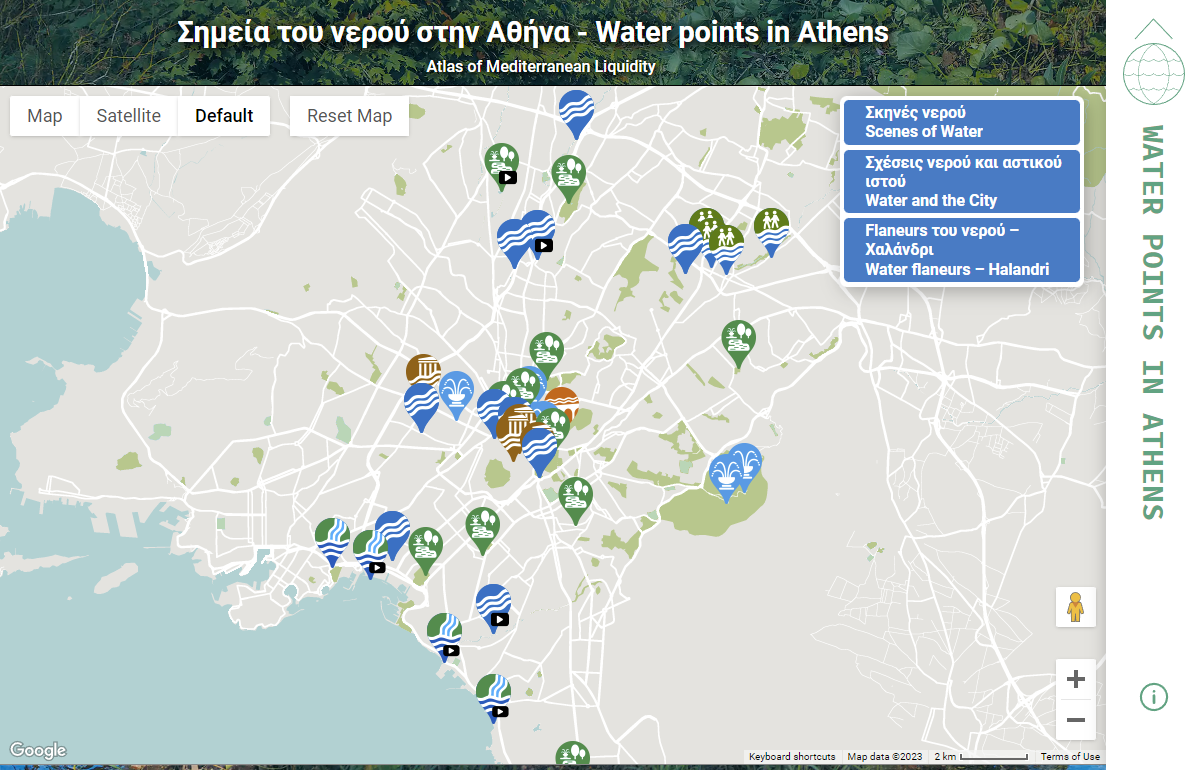 Σημεία του νερού στην Αθήνα - Water points in Athens
Atlas of Mediterranean Liquidity
Map
Satellite
Default
Reset Map
Σκηνές νερού
Scenes of Water
Σχέσεις νερού και αστικού
ιστού
Water and the City
Flaneurs του νερού –
Χαλάνδρι
Water flaneurs – Halandri
WATER POINTS IN ATHENS
Google
Keyboard shortcuts
Map data ©2023
2 km
Terms of Use